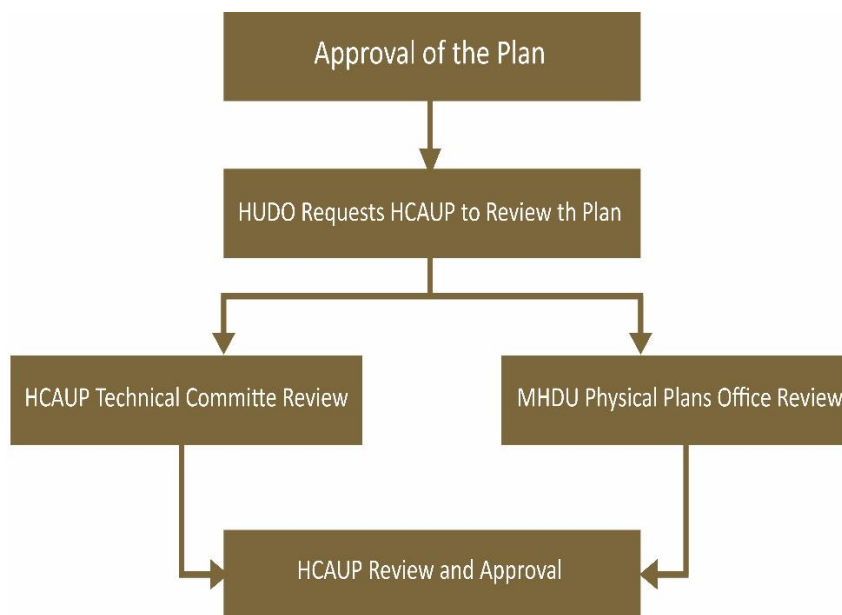 Approval of the Plan
HUDO Requests HCAUP to Review th Plan
HCAUP Technical Committe Review
MHDU Physical Plans Office Review
HCAUP Review and Approval